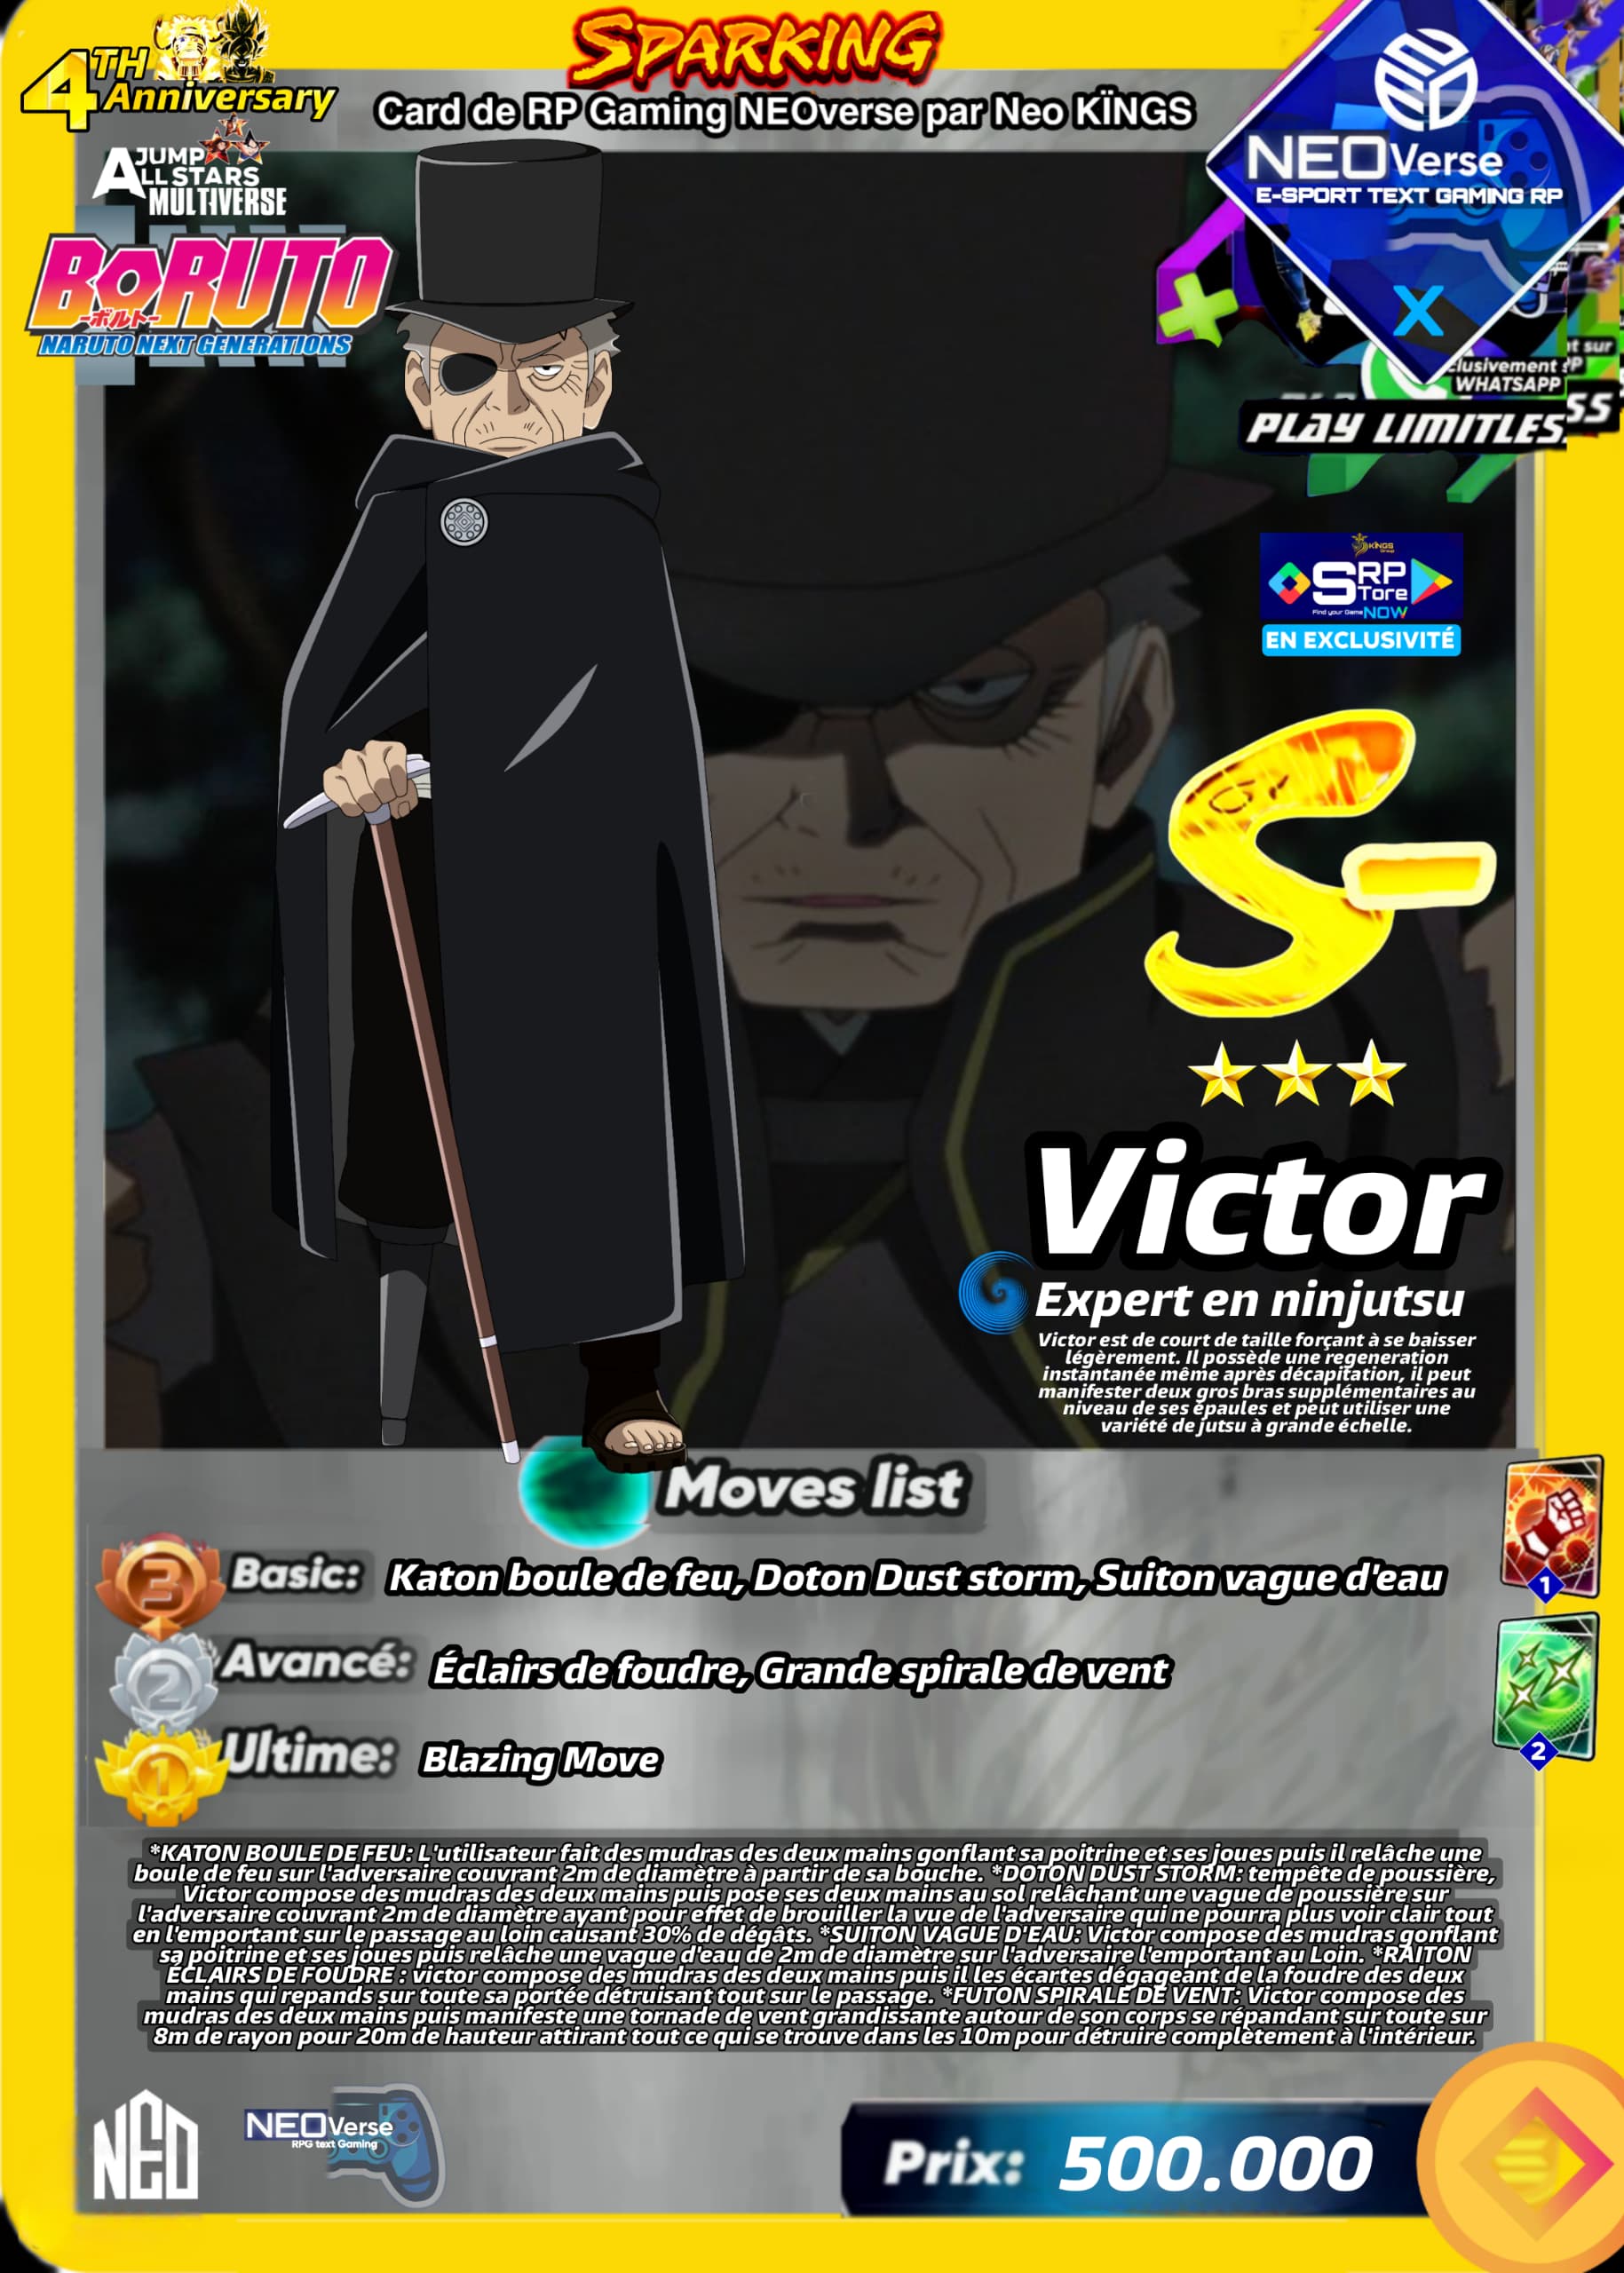 4TH
Anniversary
SPARKING
Card de RP Gaming NEOverse par Neo KÏNGS
JUMP
ALL STARS
MULTIVERSE
BORUTO
-ボルト-
NARUTO NEXT GENERATIONS
NEOVerse
E-SPORT TEXT GAMING RP
X
WHATSAPP
PLAY LIMITLES
SS
KINGS
SRP
STore
Find your Game NOW
EN EXCLUSIVITÉ
S-
Victor
Expert en ninjutsu
Victor est de court de taille forçant à se baisser
légèrement. Il possède une regeneration
instantanée même après décapitation, il peut
manifester deux gros bras supplémentaires au
niveau de ses épaules et peut utiliser une
variété de jutsu à grande échelle.
Moves list
3 Basic: Katon boule de feu, Doton Dust storm, Suiton vague d'eau
1
2 Avancé: Éclairs de foudre, Grande spirale de vent
2
1 Ultime: Blazing Move
*KATON BOULE DE FEU: L'utilisateur fait des mudras des deux mains gonflant sa poitrine et ses joues puis il relâche une
boule de feu sur l'adversaire couvrant 2m de diamètre à partir de sa bouche. *DOTON DUST STORM: tempête de poussière,
Victor compose des mudras des deux mains puis pose ses deux mains au sol relâchant une vague de poussière sur
l'adversaire couvrant 2m de diamètre ayant pour effet de brouiller la vue de l'adversaire qui ne pourra plus voir clair tout
en l'emportant sur le passage au loin causant 30% de dégâts. *SUITON VAGUE D'EAU: Victor compose des mudras gonflant
sa poitrine et ses joues puis relâche une vague d'eau de 2m de diamètre sur l'adversaire l'emportant au Loin. *RAITON
ÉCLAIRS DE FOUDRE : victor compose des mudras des deux mains puis il les écartes dégageant de la foudre des deux
mains qui repands sur toute sa portée détruisant tout sur le passage. *FUTON SPIRALE DE VENT: Victor compose des
mudras des deux mains puis manifeste une tornade de vent grandissante autour de son corps se répandant sur toute sur
8m de rayon pour 20m de hauteur attirant tout ce qui se trouve dans les 10m pour détruire complètement à l'intérieur.
NEO
NEOVerse
RPG text Gaming
Prix: 500.000